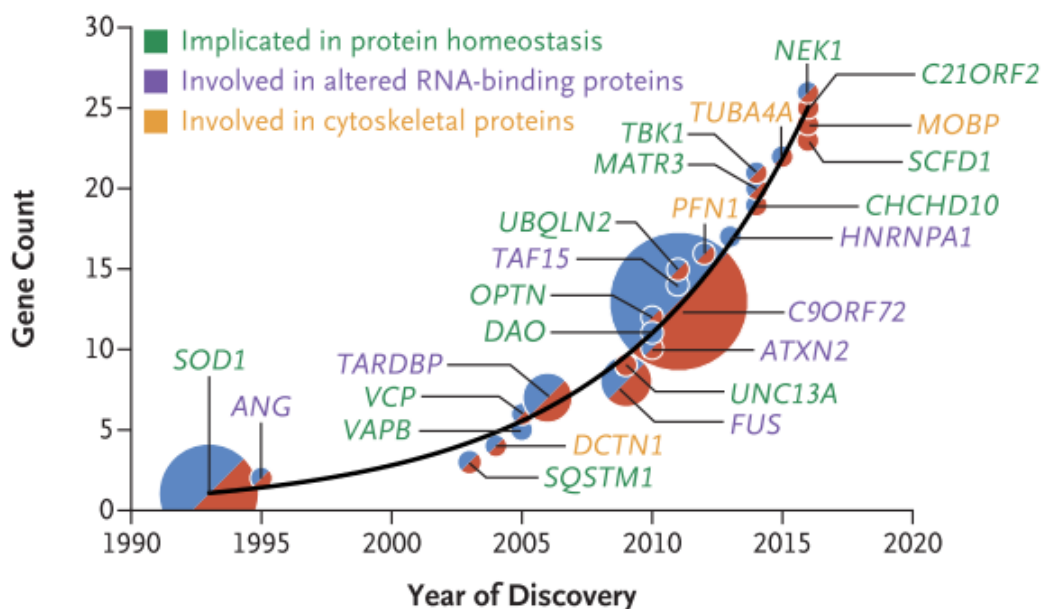 30
Implicated in protein homeostasis
Involved in altered RNA-binding proteins
Involved in cytoskeletal proteins
NEK1
C21ORF2
25
TUBA4A
MOBP
TBK1
MATR3
SCFD1
20
PFN1
CHCHD10
UBQLN2
HNRNPA1
TAF15
15
OPTN
C9ORF72
DAO
10
ATXN2
SOD1
TARDBP
UNC13A
VCP
ANG
FUS
VAPB
5
DCTN1
SQSTM1
0
Gene Count
1990 1995 2000 2005 2010 2015 2020
Year of Discovery